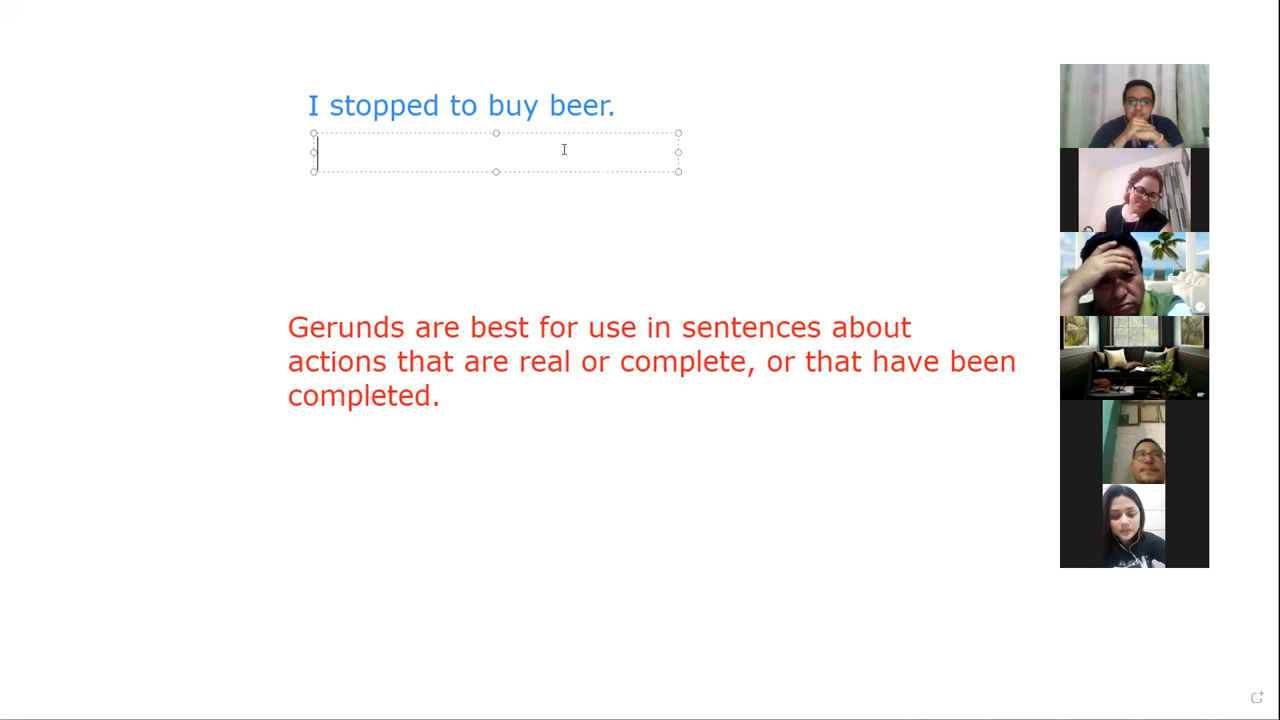 I stopped to buy beer.
Gerunds are best for use in sentences about
actions that are real or complete, or that have been
completed.